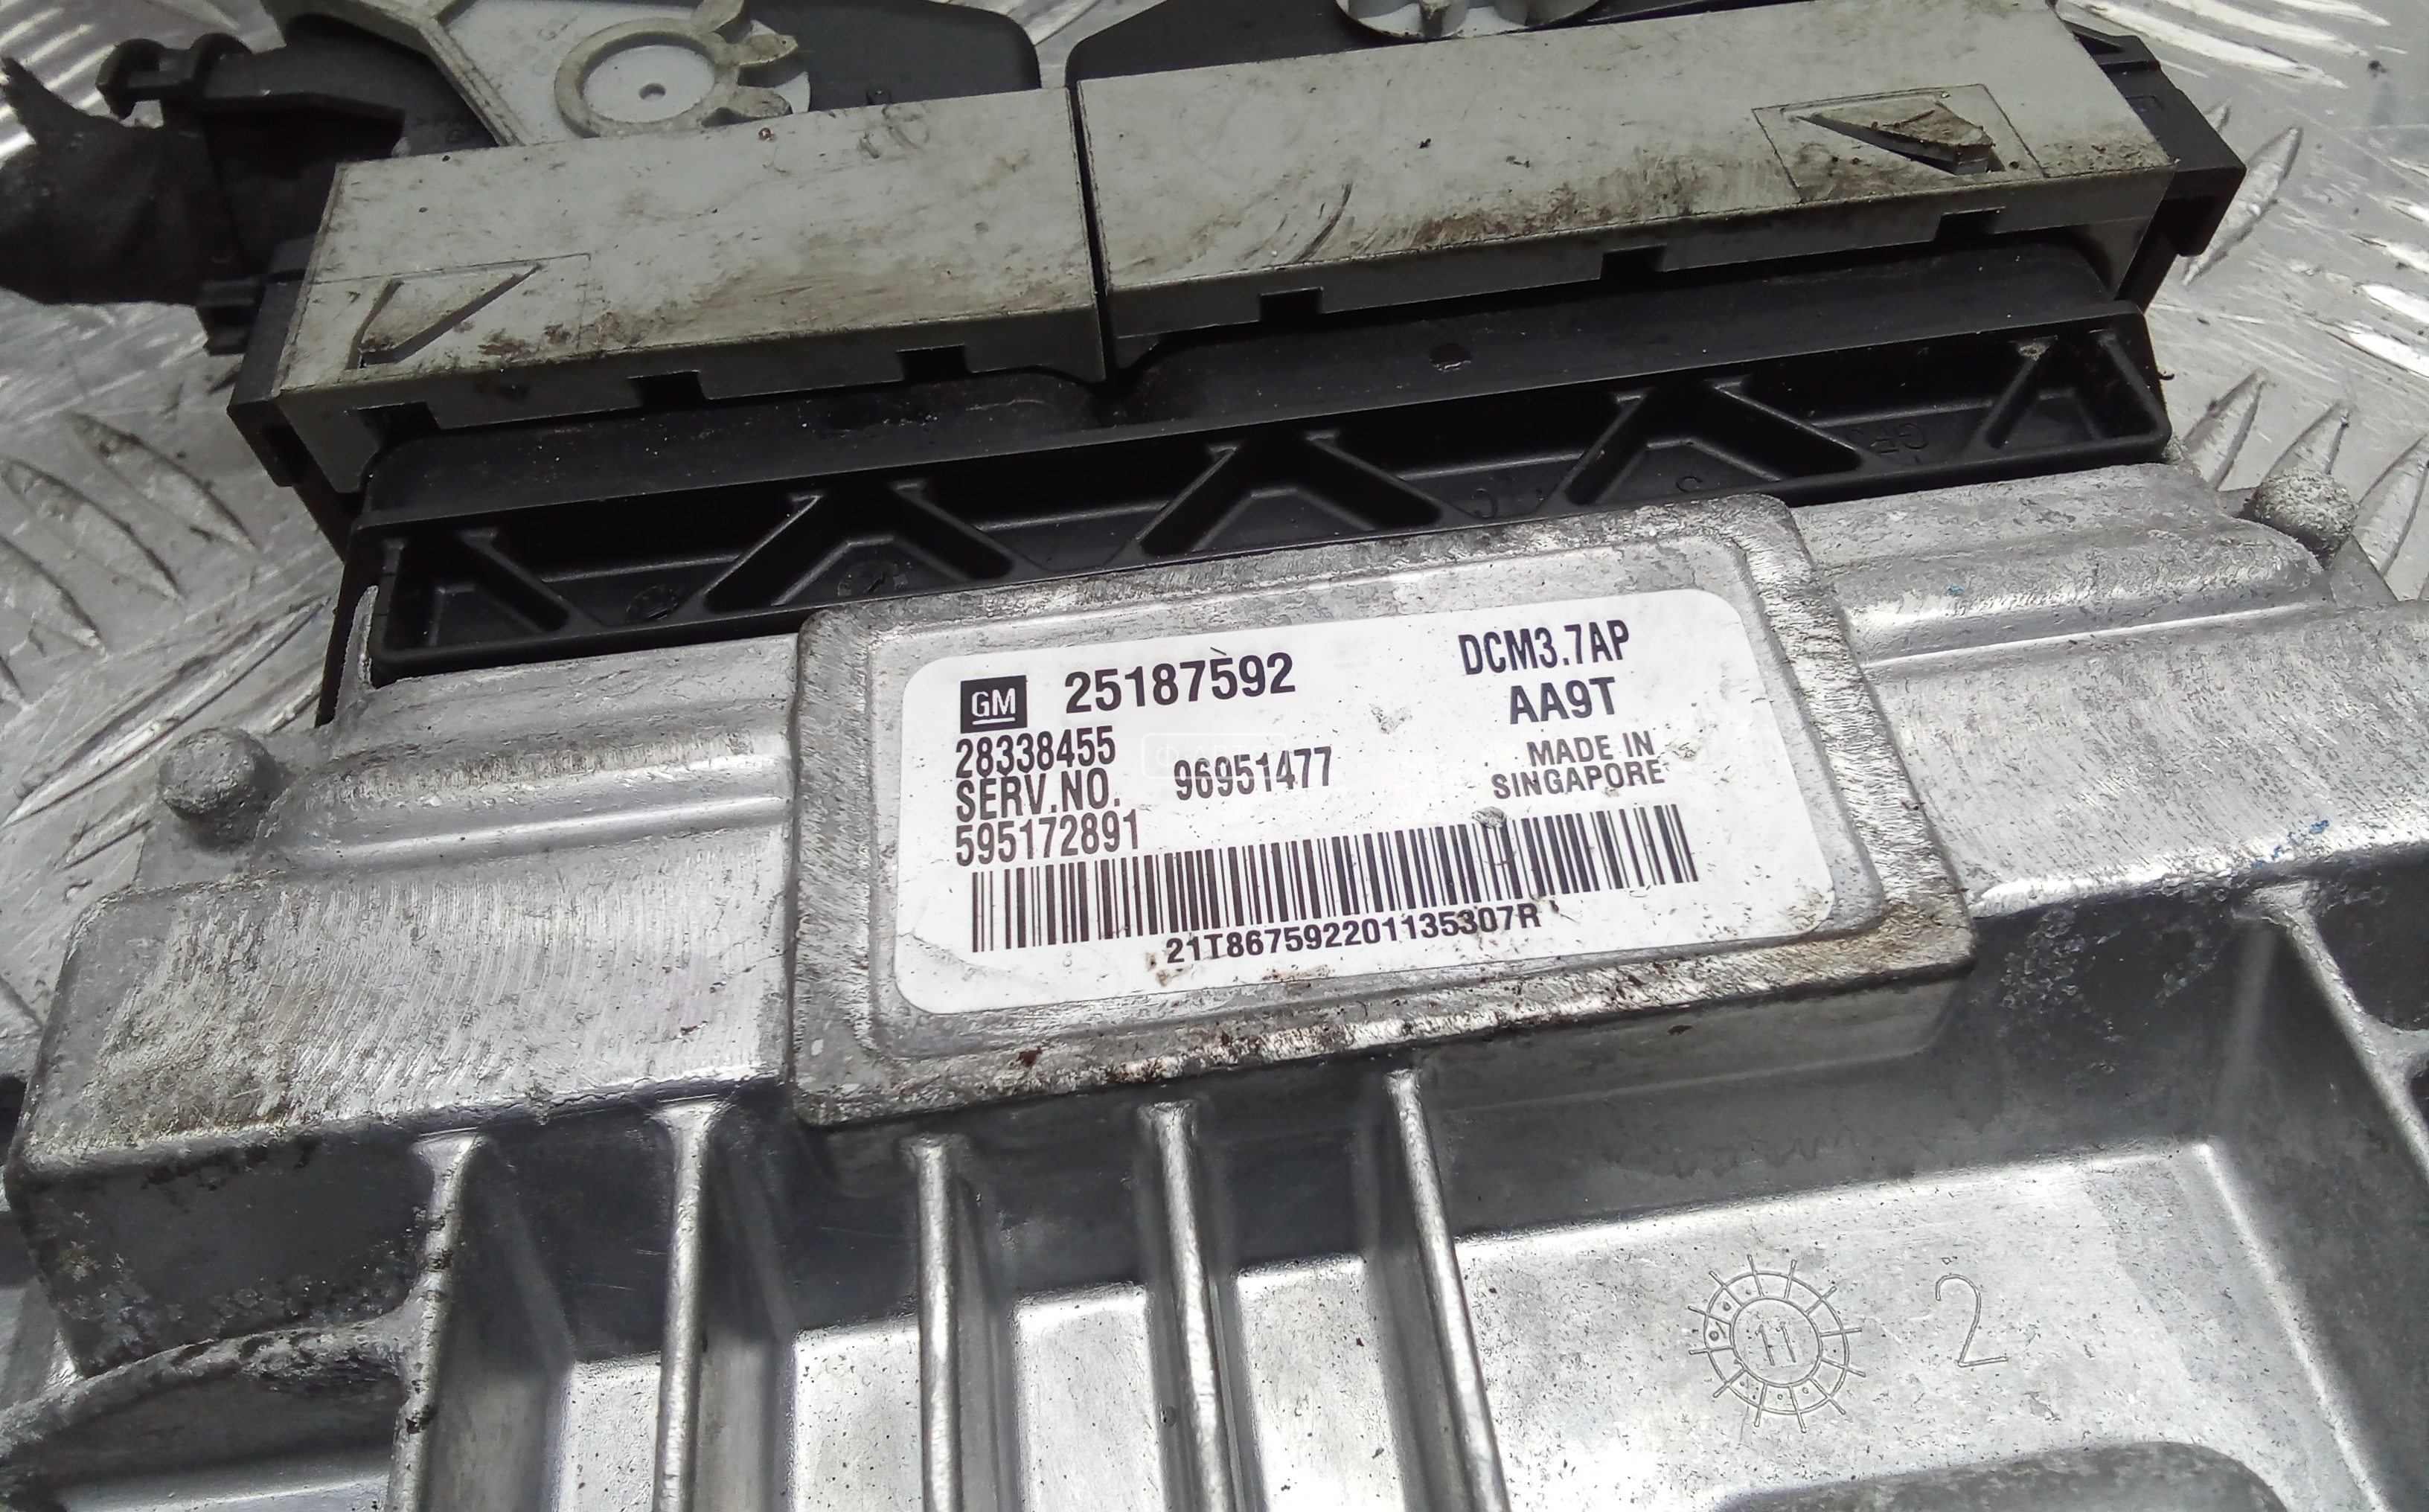 GM 25187592 DCM3.7AP
28338455 AA9T
SERV.NO. 96951477 MADE IN
595172891 SINGAPORE
21T867592201135307R
11 2